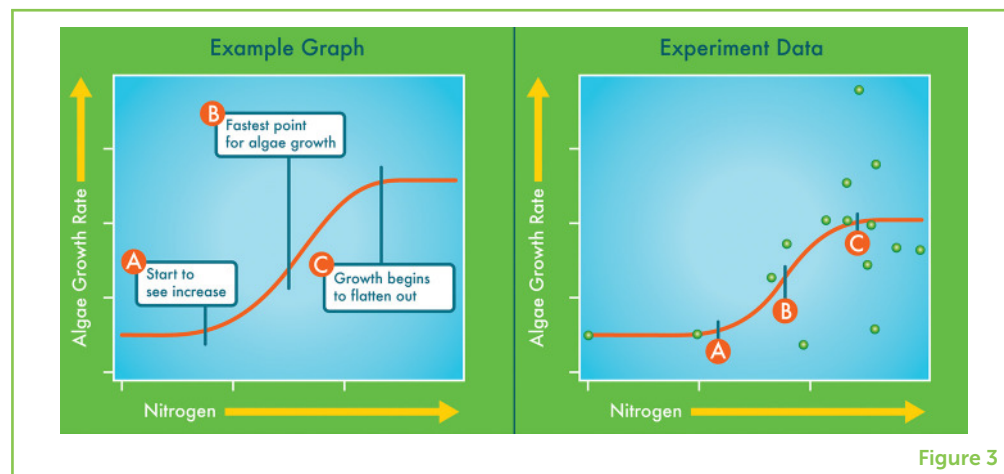 Example Graph
Algae Growth Rate
B
Fastest point
for algae growth
A
Start to
see increase
C
Growth begins
to flatten out
Nitrogen
Experiment Data
Algae Growth Rate
A
B
C
Nitrogen
Figure 3